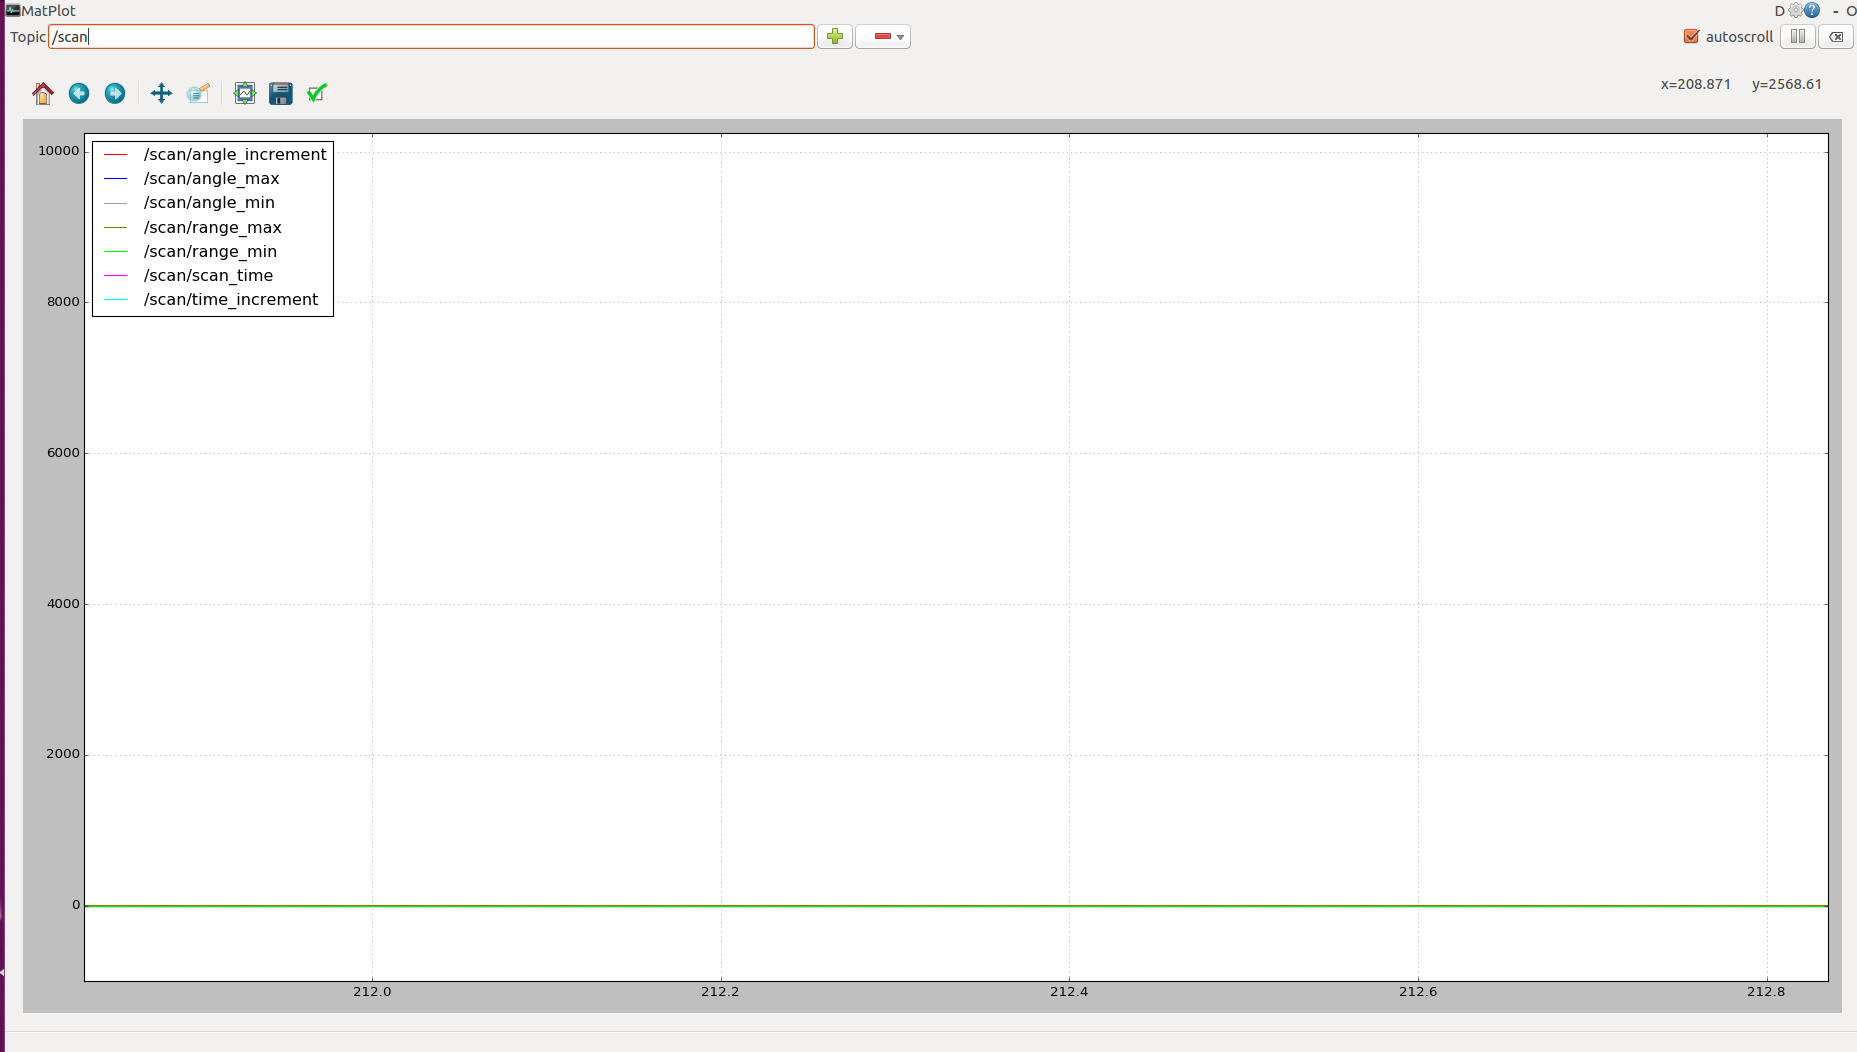 MatPlot D ? - O
Topic /scan autoscroll
x=208.871 y=2568.61
/scan/angle_increment
/scan/angle_max
/scan/angle_min
/scan/range_max
/scan/range_min
/scan/scan_time
/scan/time_increment
10000
8000
6000
4000
2000
0
212.0 212.2 212.4 212.6 212.8